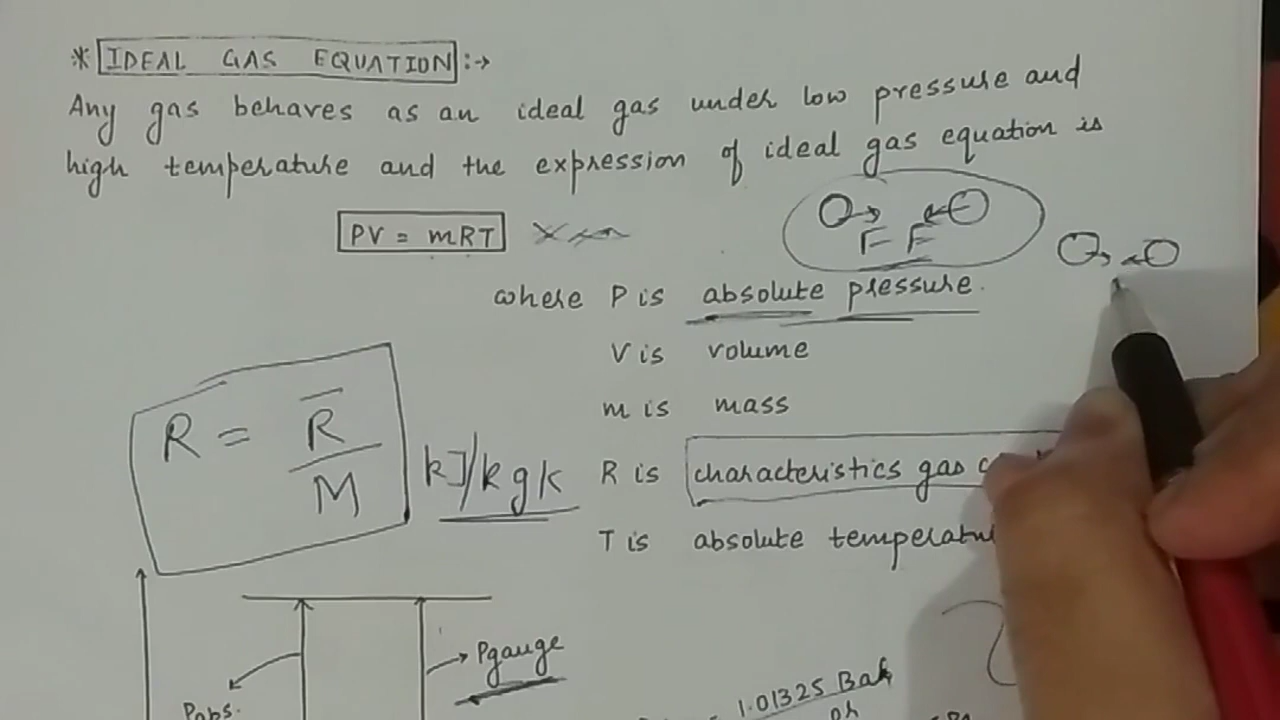 * IDEAL GAS EQUATION :→
Any gas behaves as an ideal gas under low pressure and
high temperature and the expression of ideal gas equation is
PV = mRT
F F
where P is absolute pressure.
V is volume
m is mass
R = R̅/M kJ/kgk
R is characteristics gas
T is absolute
Pgauge
Pabs.
1.01325 Bar
or